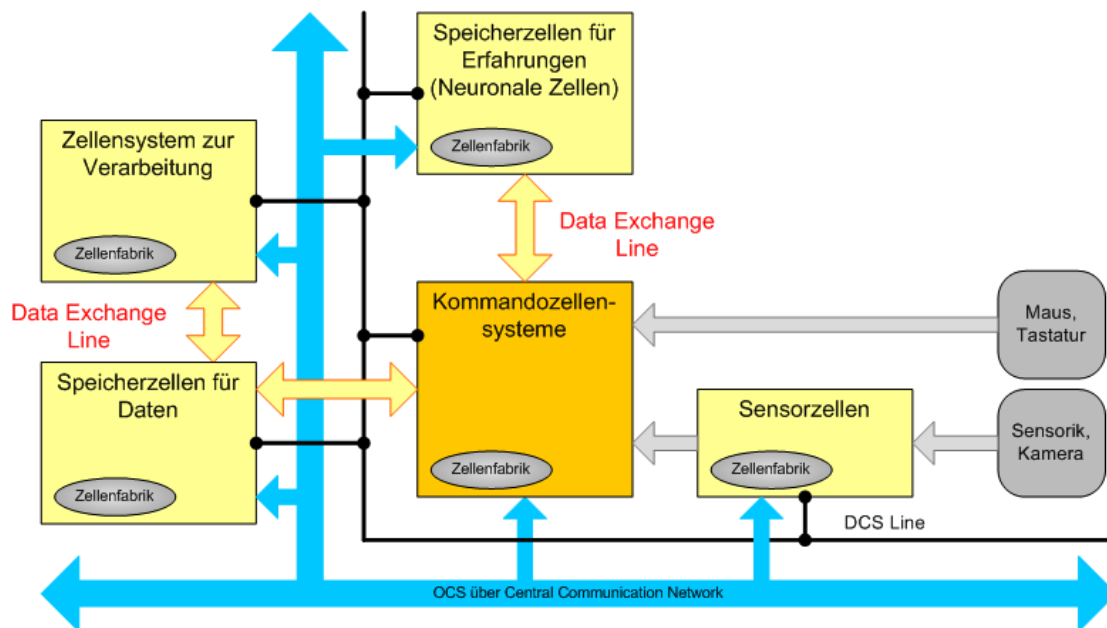 Speicherzellen für
Erfahrungen
(Neuronale Zellen)
Zellenfabrik
Zellensystem zur
Verarbeitung
Zellenfabrik
Data Exchange
Line
Data Exchange
Line
Kommandozellen-
systeme
Zellenfabrik
Maus,
Tastatur
Speicherzellen für
Daten
Zellenfabrik
Sensorzellen
Zellenfabrik
Sensorik,
Kamera
DCS Line
OCS über Central Communication Network